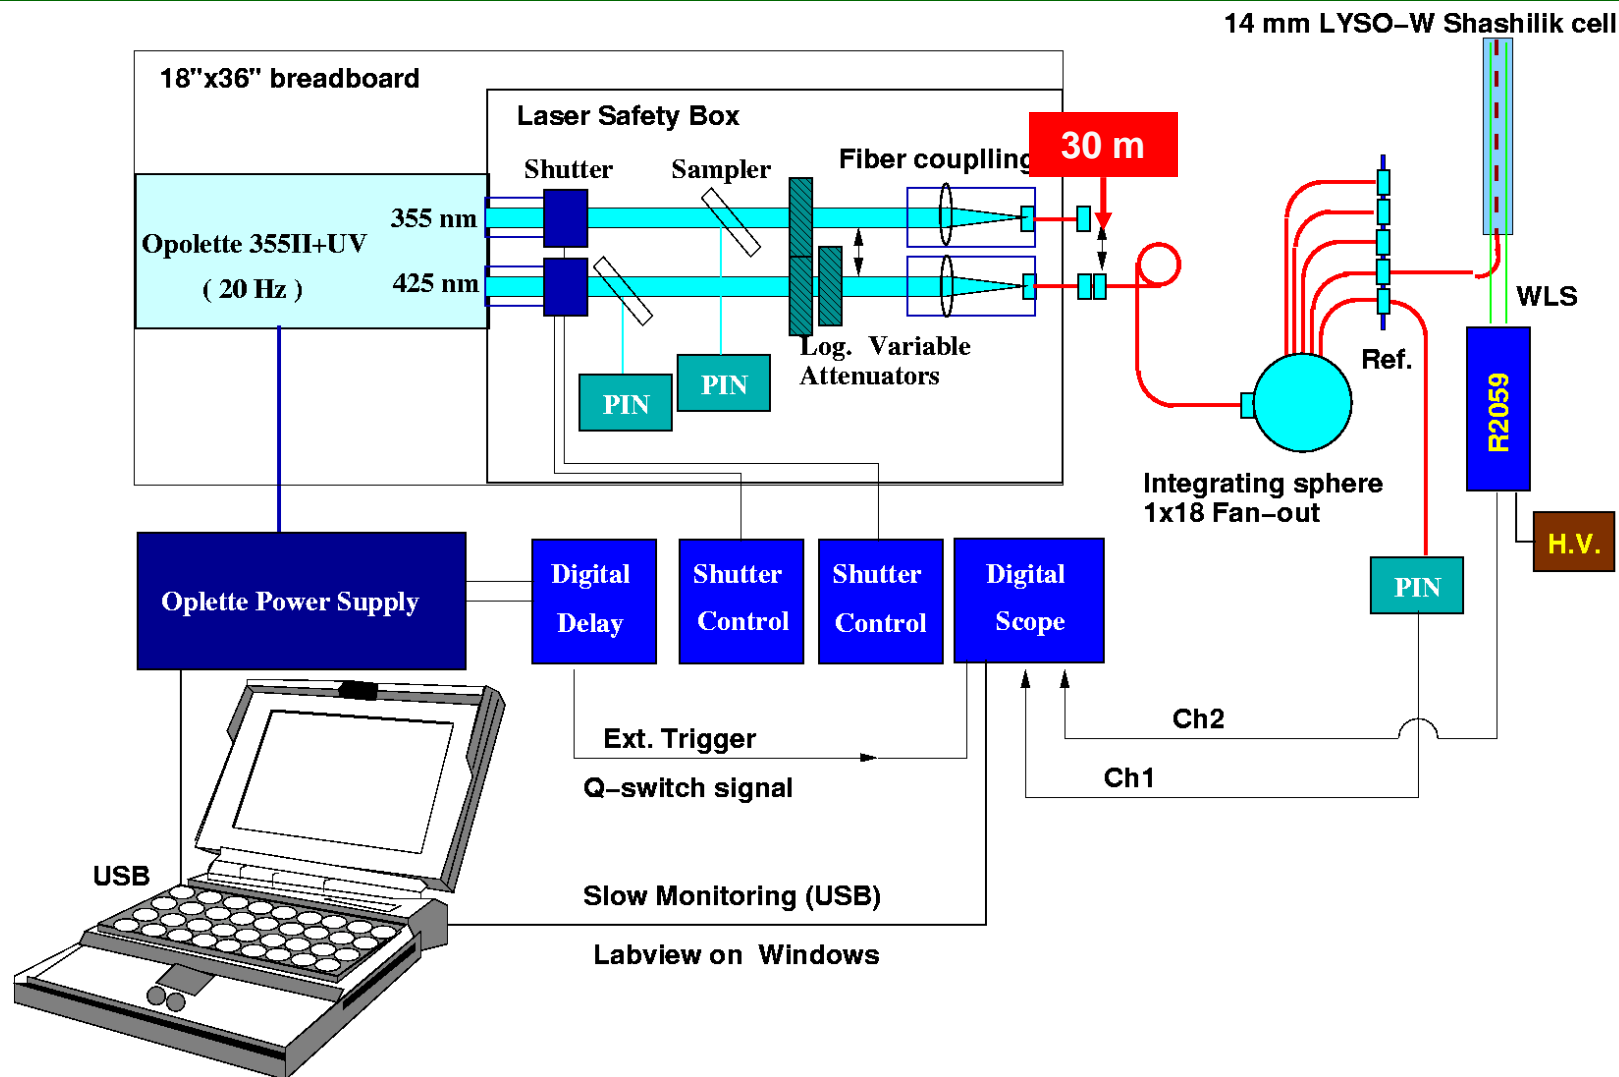 14 mm LYSO-W Shashilik cell
18"x36" breadboard
Laser Safety Box
30 m
Fiber couplling
Shutter
Sampler
355 nm
Opolette 355II+UV
( 20 Hz )
425 nm
WLS
Log. Variable
Attenuators
Ref.
PIN
PIN
R2059
Integrating sphere
1x18 Fan-out
H.V.
PIN
Oplette Power Supply
Digital
Delay
Shutter
Control
Shutter
Control
Digital
Scope
Ch2
Ext. Trigger
Ch1
Q-switch signal
USB
Slow Monitoring (USB)
Labview on Windows